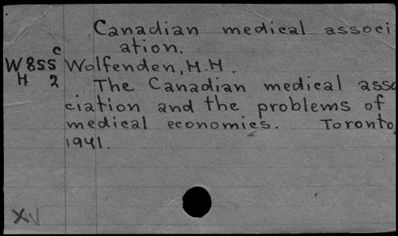 Canadian medical associ
ation.
W855 c Wolfenden, H.H.
H 2 The Canadian medical asso
ciation and the problems of
medical economics. Toronto,
1941.
XV